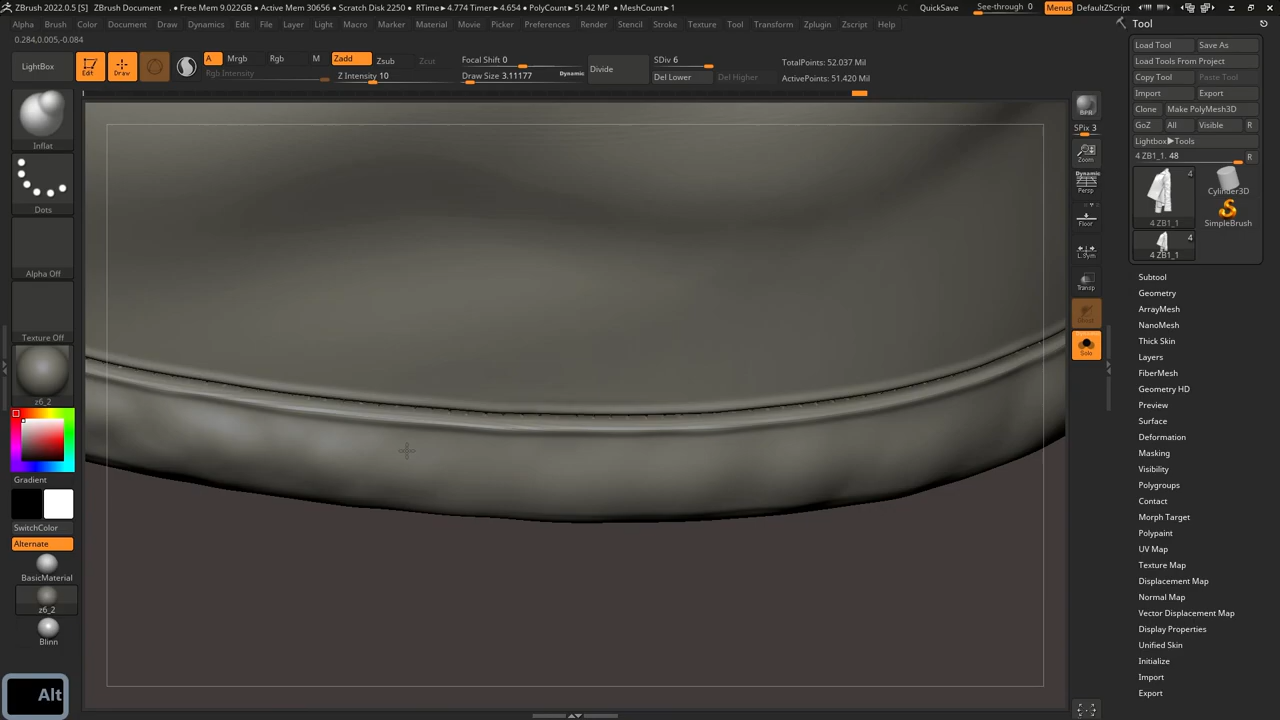 ZBrush 2022.0.5 [S]   ZBrush Document   . ● Free Mem 9.022GB ● Active Mem 30656 ● Scratch Disk 2250 ● RTime▶4.774 Timer▶4.654 ● PolyCount▶51.42 MP ● MeshCount▶1   AC   QuickSave   See-through 0   Menus   DefaultZScript
Alpha Brush Color Document Draw Dynamics Edit File Layer Light Macro Marker Material Movie Picker Preferences Render Stencil Stroke Texture Tool Transform Zplugin Zscript Help
0.284,0.005,-0.084
LightBox
Edit
Draw
A Mrgb Rgb M
Rgb Intensity
Zadd Zsub Zcut
Z Intensity 10
Focal Shift 0
Draw Size 3.11177 Dynamic
Divide
SDiv 6
Del Lower Del Higher
TotalPoints: 52.037 Mil
ActivePoints: 51.420 Mil
Inflat
Dots
Alpha Off
Texture Off
z6_2
Gradient
SwitchColor
Alternate
BasicMaterial
z6_2
Blinn
Alt
BPR
SPix 3
Zoom
Dynamic
Persp
Floor
L.Sym
Transp
Solo
Tool
Load Tool Save As
Load Tools From Project
Copy Tool Paste Tool
Import Export
Clone Make PolyMesh3D
GoZ All Visible R
Lightbox▶Tools
4 ZB1_1. 48 R
4
Cylinder3D
4 ZB1_1
SimpleBrush
4
4 ZB1_1
Subtool
Geometry
ArrayMesh
NanoMesh
Thick Skin
Layers
FiberMesh
Geometry HD
Preview
Surface
Deformation
Masking
Visibility
Polygroups
Contact
Morph Target
Polypaint
UV Map
Texture Map
Displacement Map
Normal Map
Vector Displacement Map
Display Properties
Unified Skin
Initialize
Import
Export